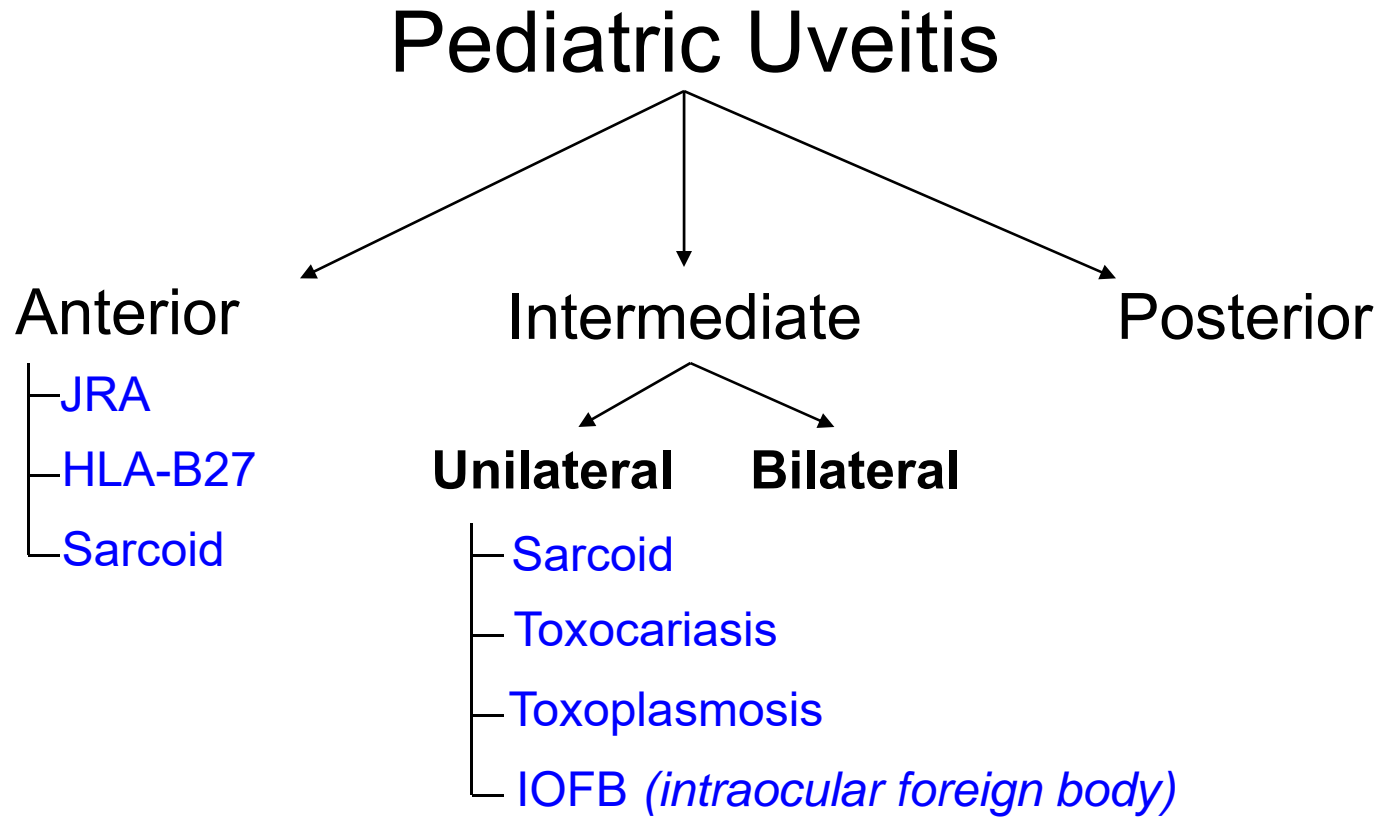 Pediatric Uveitis
Anterior
Intermediate
Posterior
JRA
HLA-B27
Sarcoid
Unilateral
Bilateral
Sarcoid
Toxocariasis
Toxoplasmosis
IOFB (intraocular foreign body)